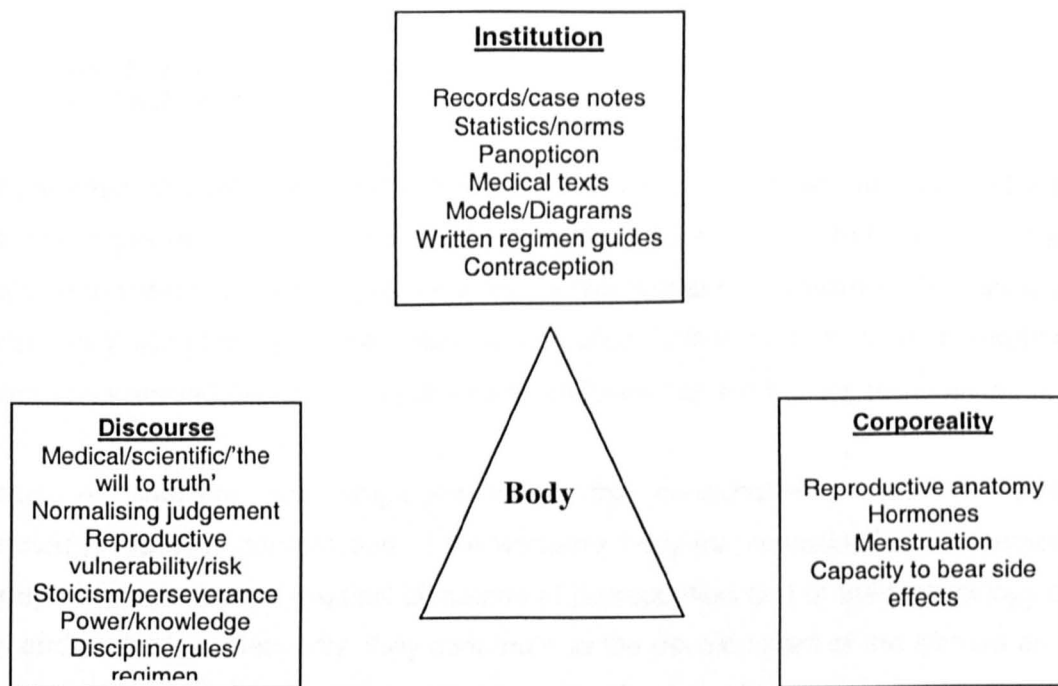 Institution
Records/case notes
Statistics/norms
Panopticon
Medical texts
Models/Diagrams
Written regimen guides
Contraception
Discourse
Medical/scientific/'the
will to truth'
Normalising judgement
Reproductive
vulnerability/risk
Stoicism/perseverance
Power/knowledge
Discipline/rules/
regimen
Body
Corporeality
Reproductive anatomy
Hormones
Menstruation
Capacity to bear side
effects